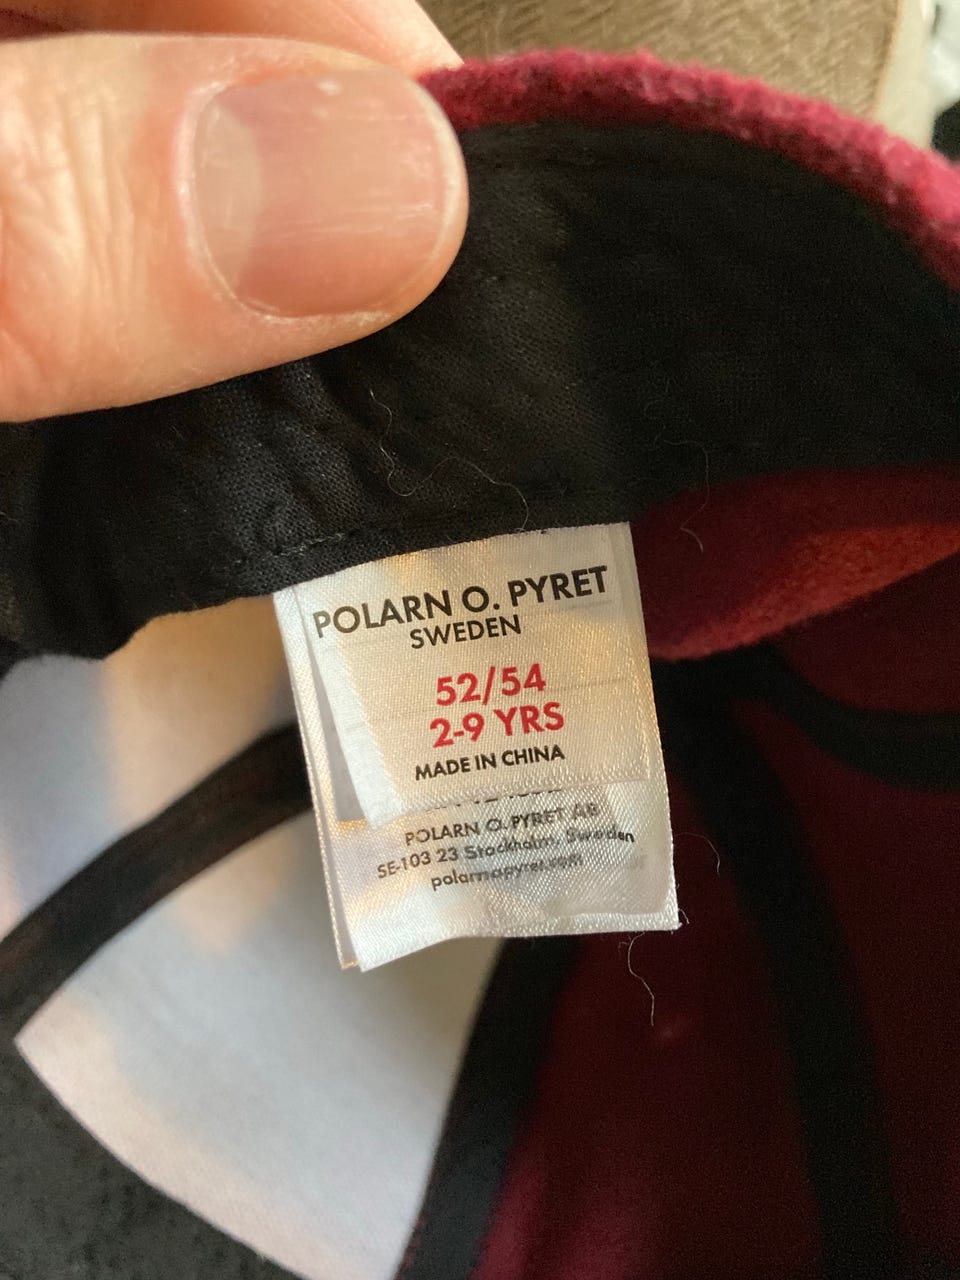 POLARN O. PYRET
SWEDEN
52/54
2-9 YRS
MADE IN CHINA
POLARN O. PYRET AB
SE-103 23 Stockholm, Sweden
polarnopyret.com